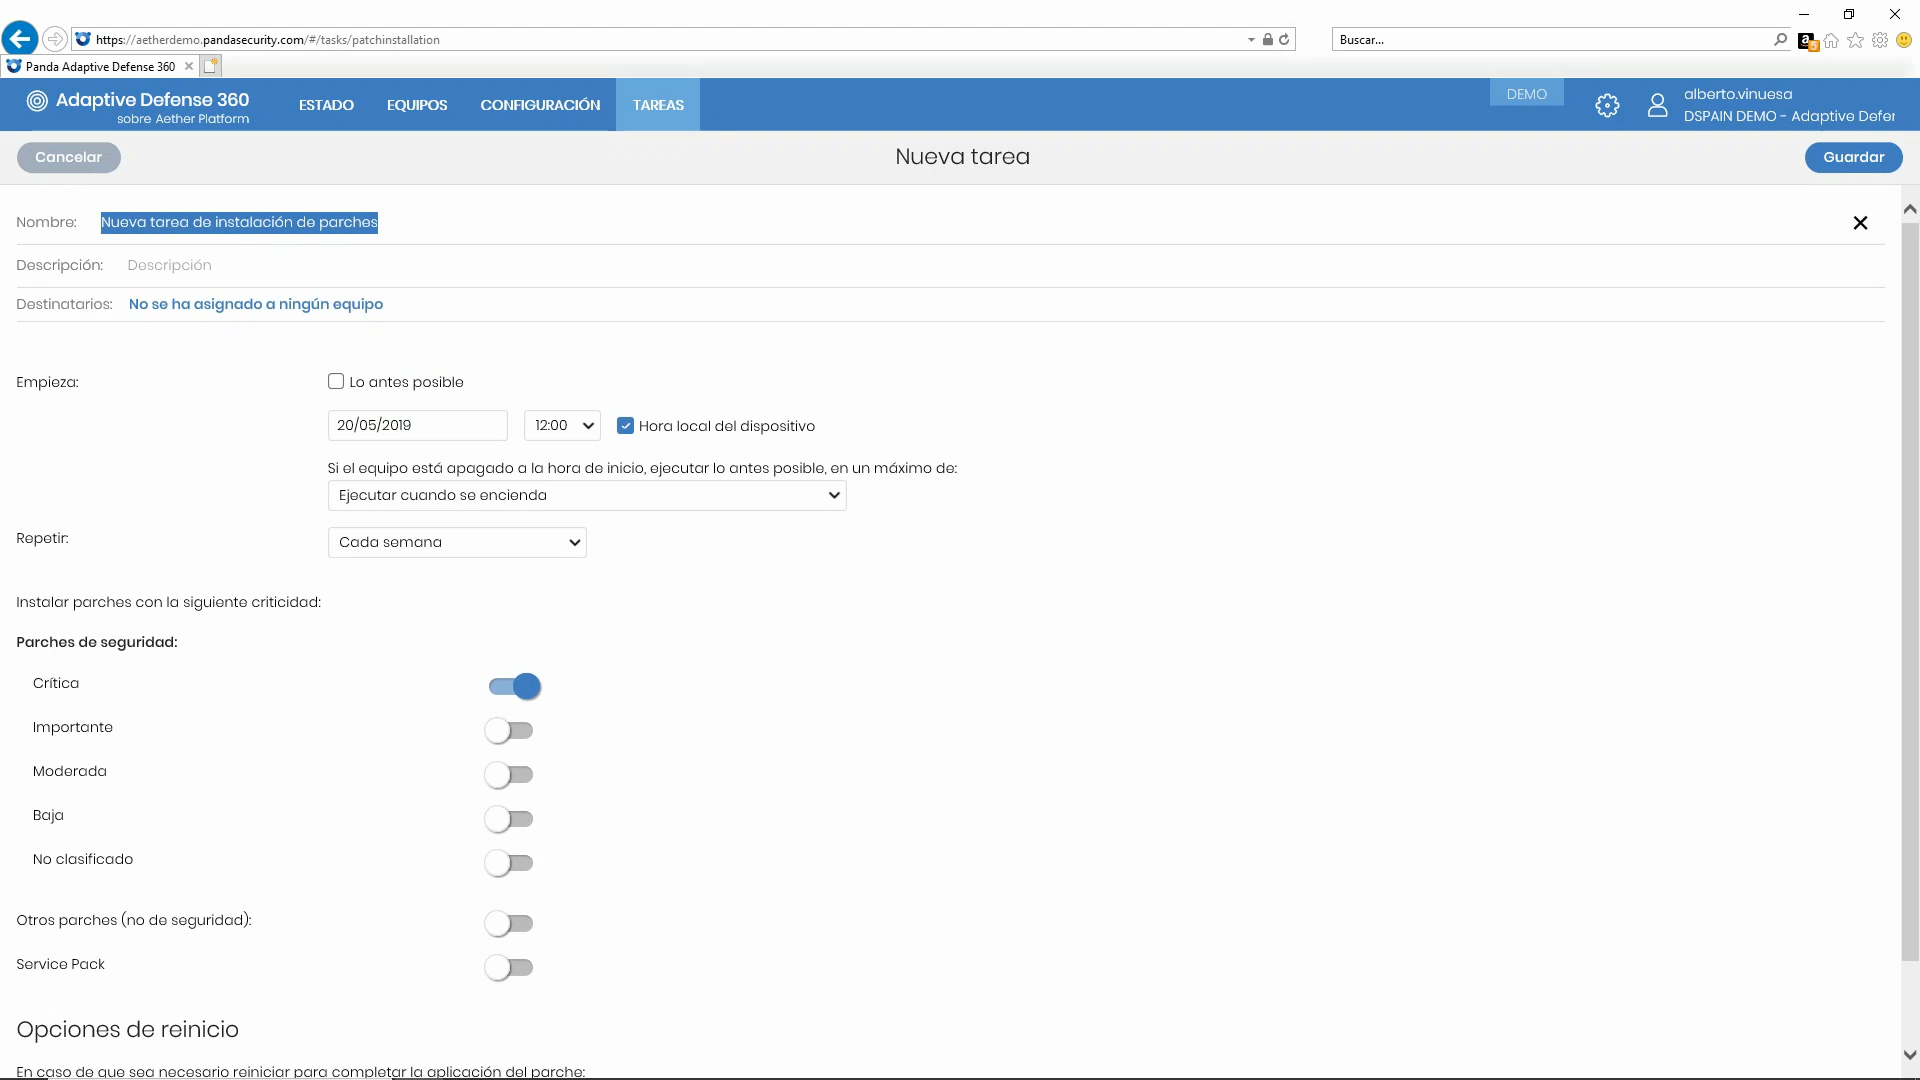 https://aetherdemo.pandasecurity.com/#/tasks/patchinstallation
Buscar...
Panda Adaptive Defense 360
Adaptive Defense 360
sobre Aether Platform
ESTADO
EQUIPOS
CONFIGURACIÓN
TAREAS
DEMO
alberto.vinuesa
DSPAIN DEMO - Adaptive Defer
Cancelar
Nueva tarea
Guardar
Nombre: Nueva tarea de instalación de parches
Descripción: Descripción
Destinatarios: No se ha asignado a ningún equipo
Empieza:
Lo antes posible
20/05/2019
12:00
Hora local del dispositivo
Si el equipo está apagado a la hora de inicio, ejecutar lo antes posible, en un máximo de:
Ejecutar cuando se encienda
Repetir:
Cada semana
Instalar parches con la siguiente criticidad:
Parches de seguridad:
Crítica
Importante
Moderada
Baja
No clasificado
Otros parches (no de seguridad):
Service Pack
Opciones de reinicio
En caso de que sea necesario reiniciar para completar la aplicación del parche: